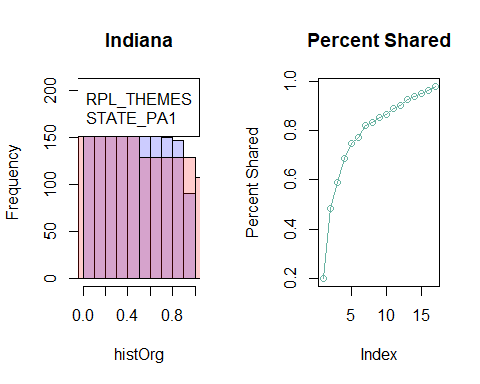 Indiana
RPL_THEMES
STATE_PA1
Frequency
0
50
100
150
200
0.0
0.4
0.8
histOrg
Percent Shared
Percent Shared
0.2
0.4
0.6
0.8
1.0
5
10
15
Index